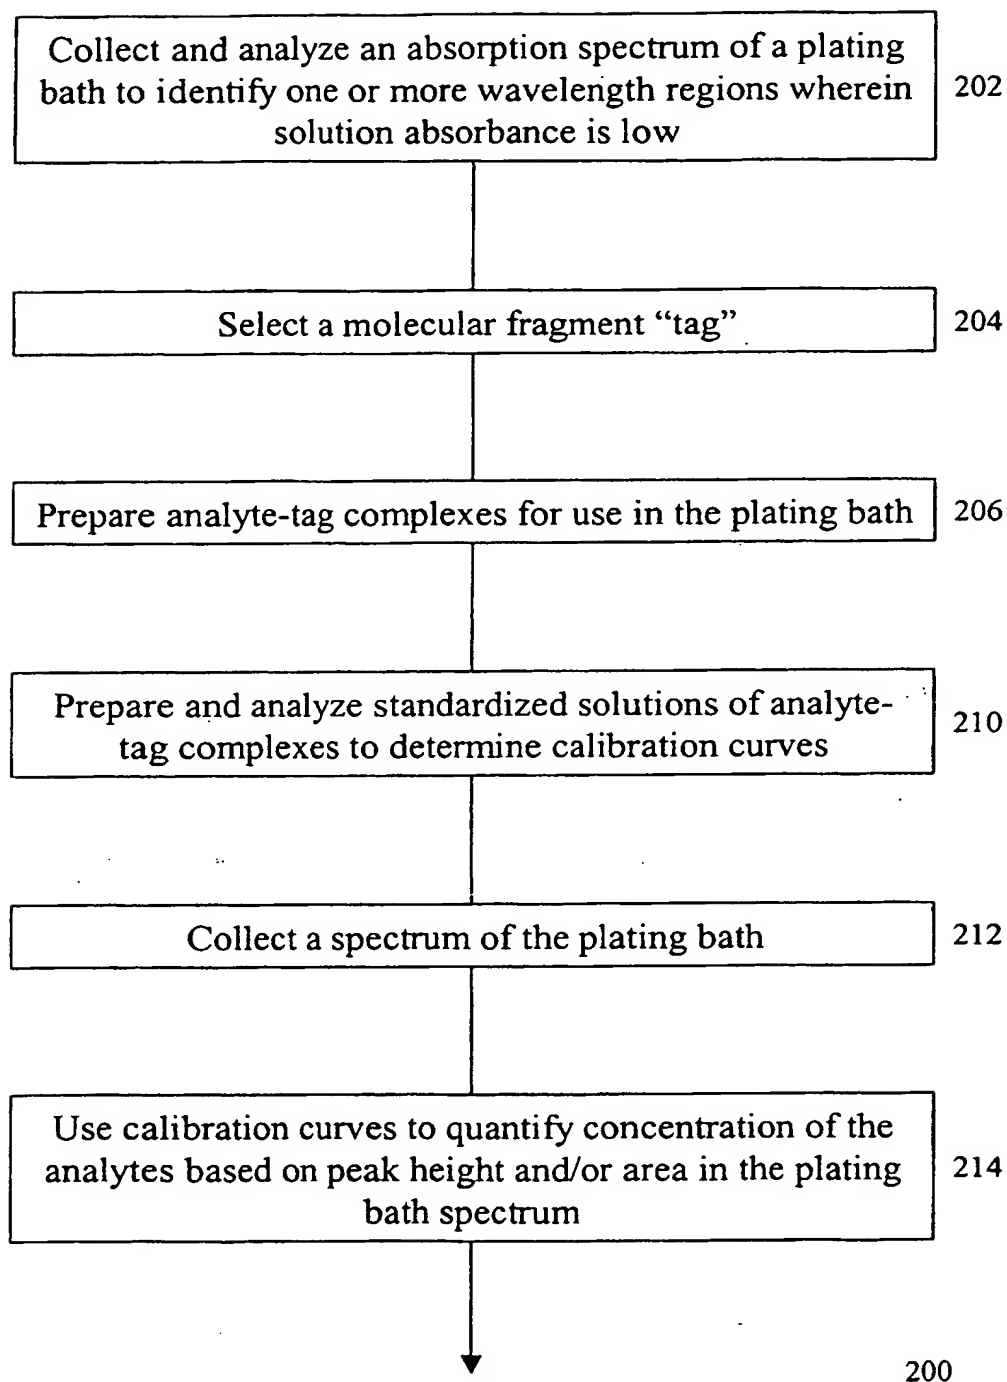 Collect and analyze an absorption spectrum of a plating
bath to identify one or more wavelength regions wherein
solution absorbance is low
202
Select a molecular fragment “tag”
204
Prepare analyte-tag complexes for use in the plating bath
206
Prepare and analyze standardized solutions of analyte-
tag complexes to determine calibration curves
210
Collect a spectrum of the plating bath
212
Use calibration curves to quantify concentration of the
analytes based on peak height and/or area in the plating
bath spectrum
214
200